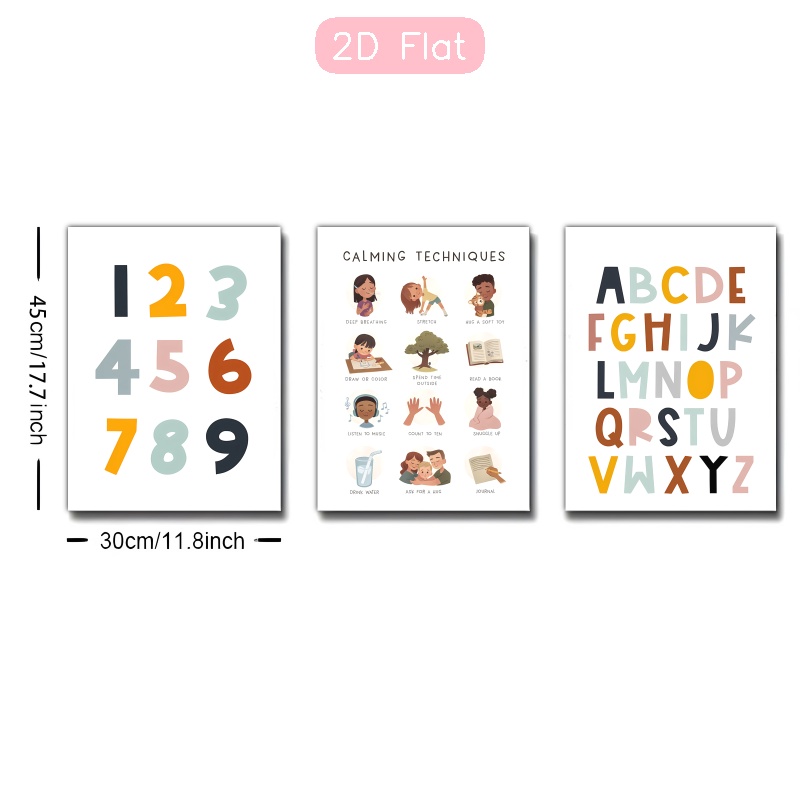 2D Flat
45cm/17.7inch
1 2 3
4 5 6
7 8 9
30cm/11.8inch
CALMING TECHNIQUES
DEEP BREATHING STRETCH HUG A SOFT TOY
DRAW OR COLOR SPEND TIME OUTSIDE READ A BOOK
LISTEN TO MUSIC COUNT TO TEN SNUGGLE UP
DRINK WATER ASK FOR A HUG JOURNAL
ABCDE
FGHIJK
LMNOP
QRSTU
VWXYZ